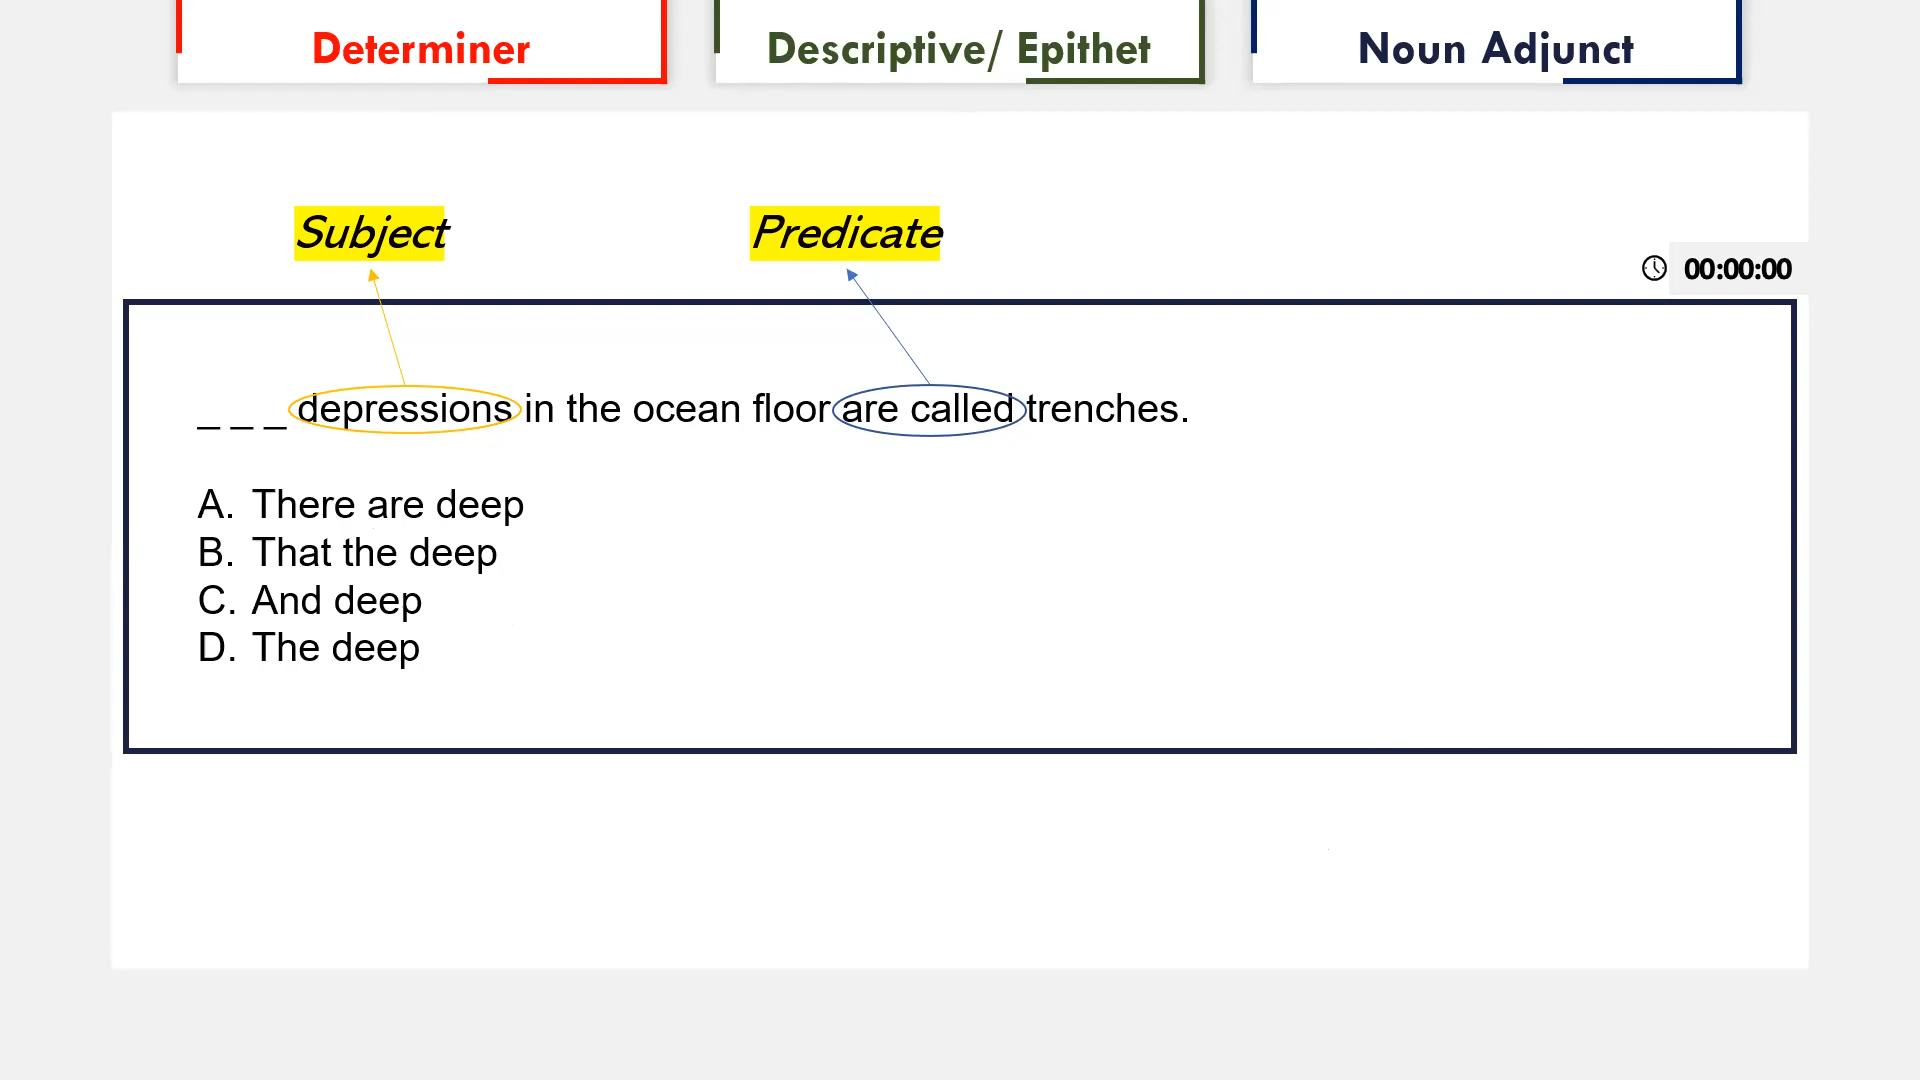 Determiner
Descriptive/ Epithet
Noun Adjunct
Subject
Predicate
00:00:00
_ _ _ depressions in the ocean floor are called trenches.
A. There are deep
B. That the deep
C. And deep
D. The deep